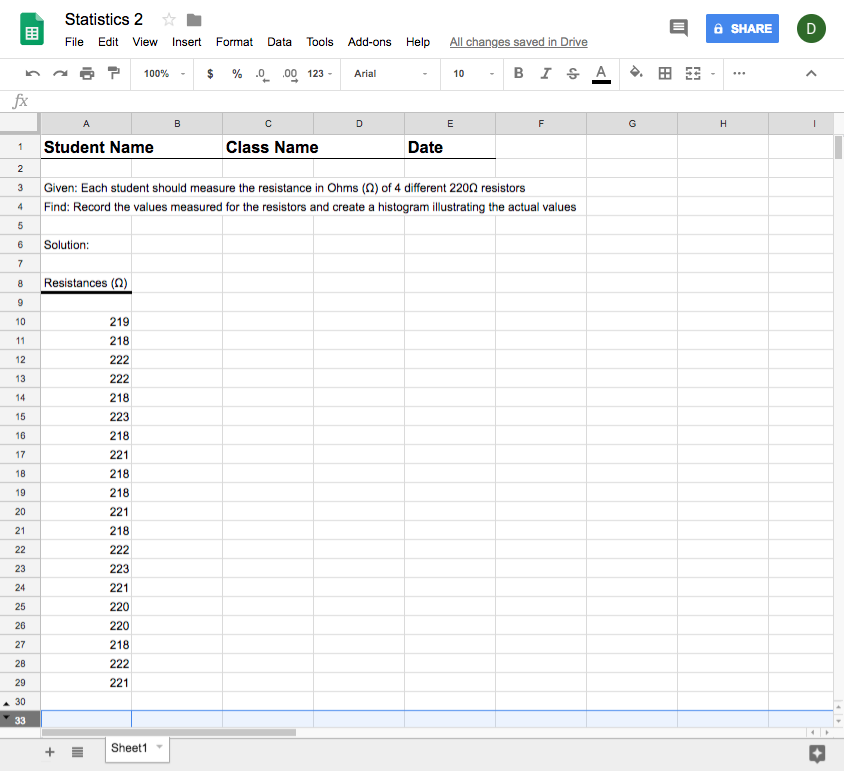 Statistics 2
File Edit View Insert Format Data Tools Add-ons Help All changes saved in Drive
SHARE
D
100% $ % .0 .00 123 Arial 10 B I S A ...
fx
A B C D E F G H I
1 Student Name Class Name Date
2
3 Given: Each student should measure the resistance in Ohms (Ω) of 4 different 220Ω resistors
4 Find: Record the values measured for the resistors and create a histogram illustrating the actual values
5
6 Solution:
7
8 Resistances (Ω)
9
10 219
11 218
12 222
13 222
14 218
15 223
16 218
17 221
18 218
19 218
20 221
21 218
22 222
23 223
24 221
25 220
26 220
27 218
28 222
29 221
30
33
+ Sheet1